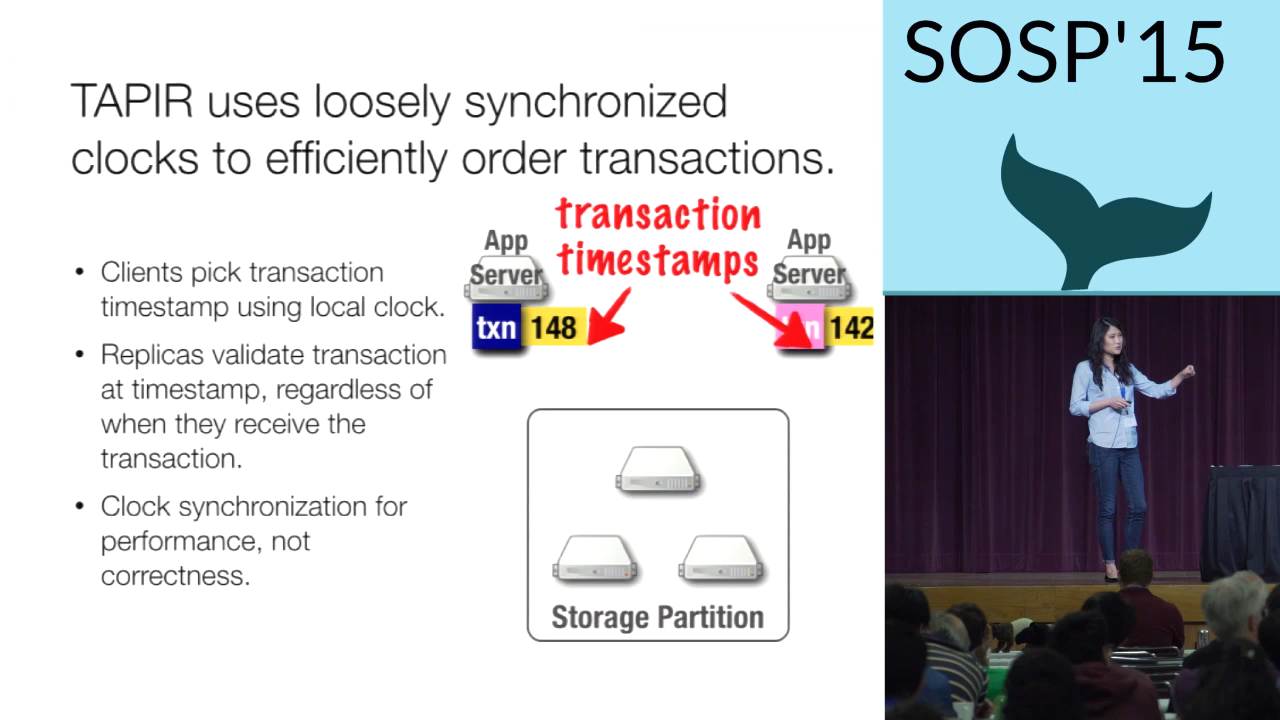 TAPIR uses loosely synchronized
clocks to efficiently order transactions.
• Clients pick transaction
timestamp using local clock.
• Replicas validate transaction
at timestamp, regardless of
when they receive the
transaction.
• Clock synchronization for
performance, not
correctness.
transaction
timestamps
App
Server
txn 148
App
Server
142
Storage Partition
SOSP'15